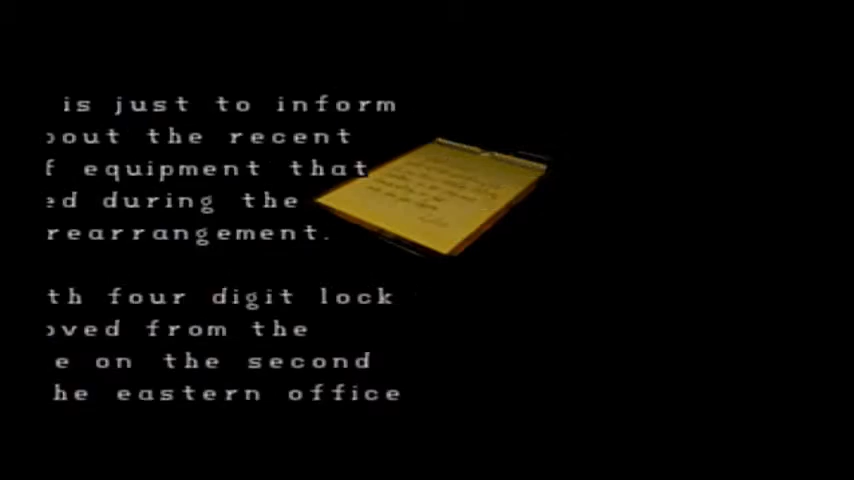 is just to inform
the recent
equipment that
during the
rearrangement.
four digit lock
from the
on the second
eastern office